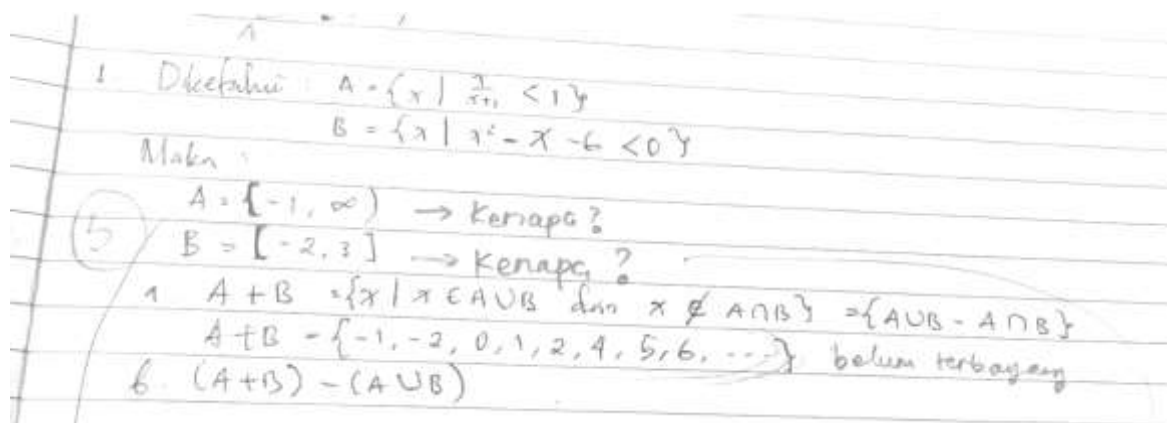 1 Diketahui : A = {x | 1/x+1 < 1}
B = {x | x² - x - 6 < 0}
Maka :
A = [-1, ∞) → Kenapa?
5
B = [-2, 3] → Kenapa?
a A + B = {x | x ∈ A∪B dan x ∉ A∩B} = {A∪B - A∩B}
A + B = {-1, -2, 0, 1, 2, 4, 5, 6, ...} belum terbayang
b. (A+B) - (A∪B)